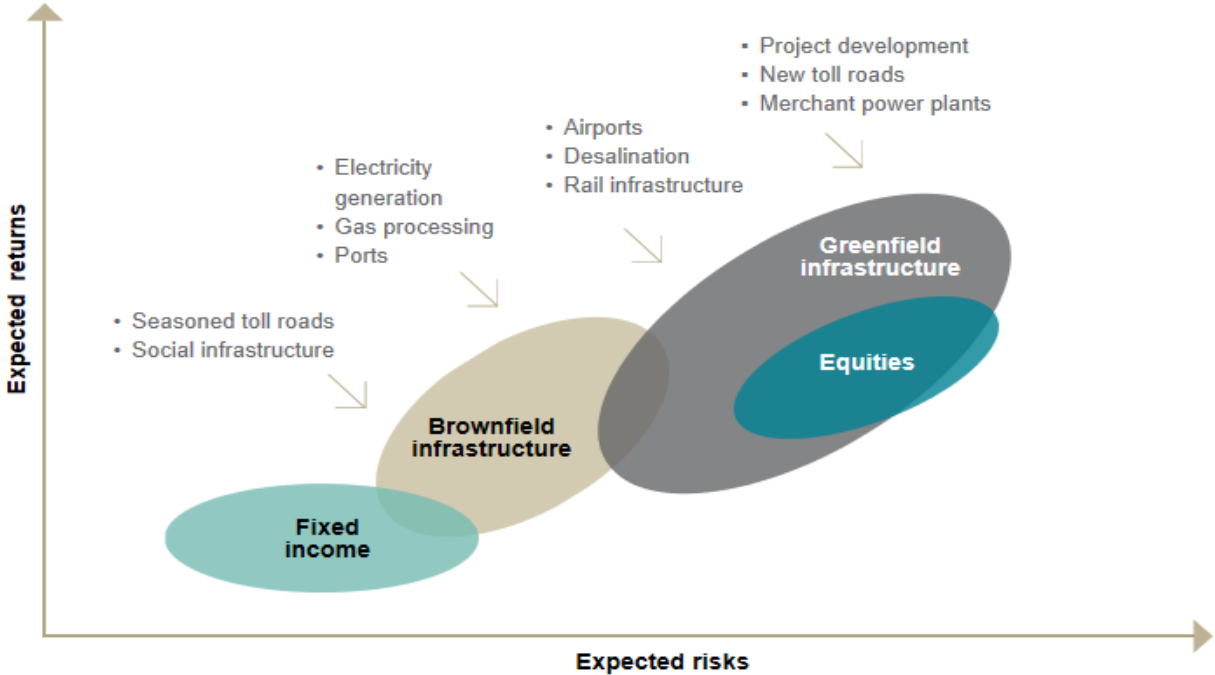 ▪ Project development
▪ New toll roads
▪ Merchant power plants
• Airports
• Desalination
• Rail infrastructure
• Electricity
generation
• Gas processing
• Ports
• Seasoned toll roads
• Social infrastructure
Greenfield
infrastructure
Equities
Brownfield
infrastructure
Fixed
income
Expected returns
Expected risks